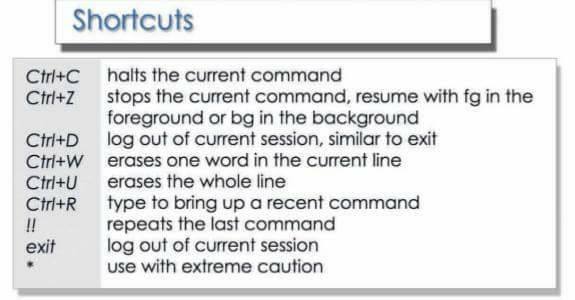 Shortcuts
Ctrl+C halts the current command
Ctrl+Z stops the current command, resume with fg in the
foreground or bg in the background
Ctrl+D log out of current session, similar to exit
Ctrl+W erases one word in the current line
Ctrl+U erases the whole line
Ctrl+R type to bring up a recent command
!! repeats the last command
exit log out of current session
* use with extreme caution